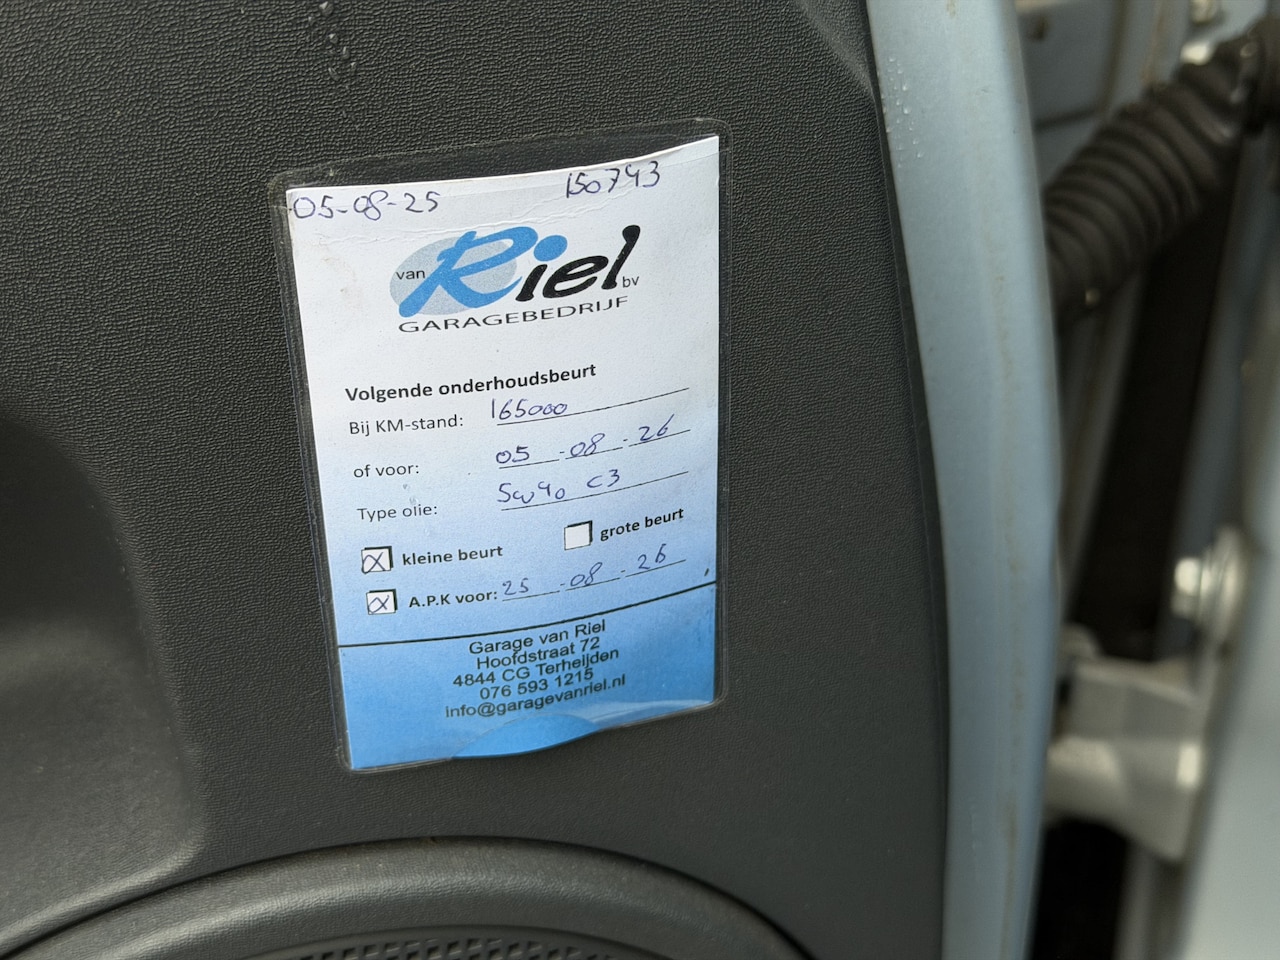 05-08-25 150743
van Riel bv
GARAGEBEDRIJF
Volgende onderhoudsbeurt
Bij KM-stand: 165000
of voor: 05-08-26
Type olie: 5w40 C3
kleine beurt grote beurt
A.P.K voor: 25-08-26
Garage van Riel
Hoofdstraat 72
4844 CG Terheijden
076 593 1215
info@garagevanriel.nl